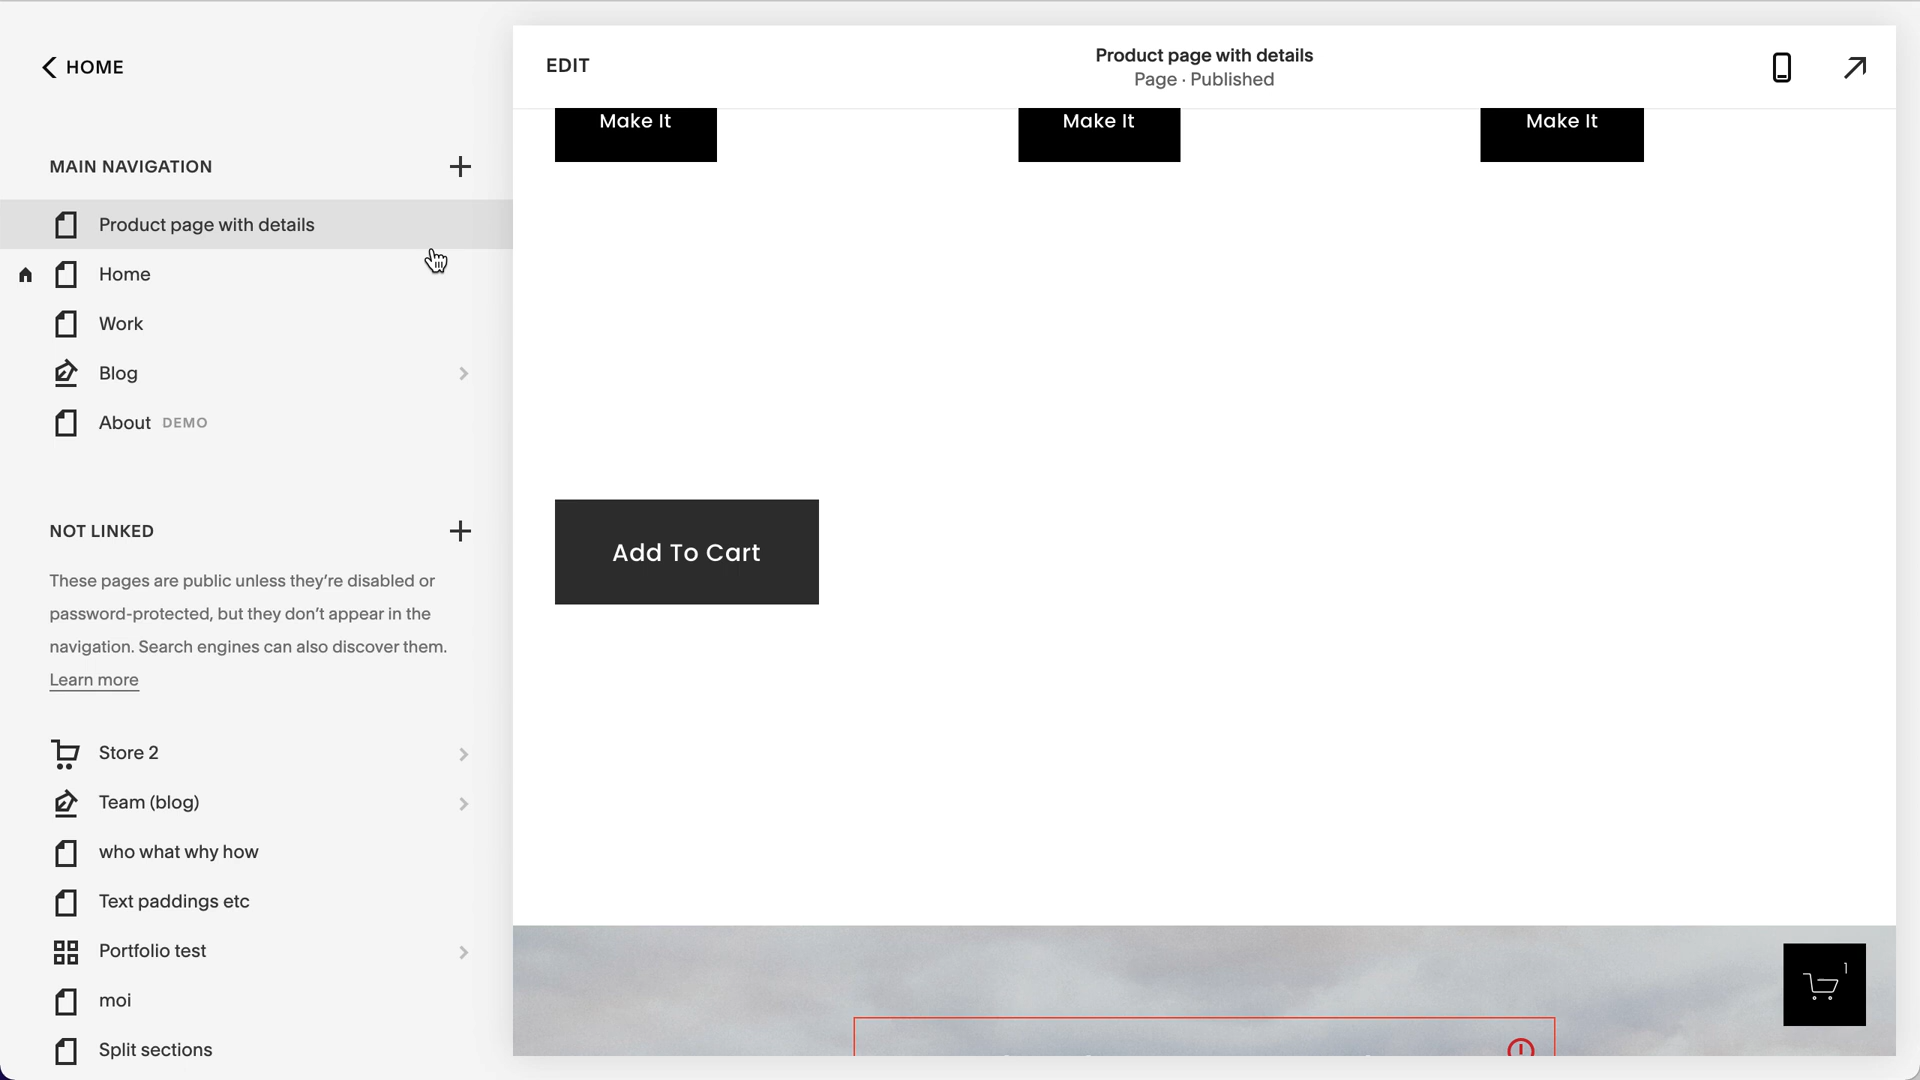 HOME
MAIN NAVIGATION
Product page with details
Home
Work
Blog
About DEMO
NOT LINKED
These pages are public unless they’re disabled or
password-protected, but they don’t appear in the
navigation. Search engines can also discover them.
Learn more
Store 2
Team (blog)
who what why how
Text paddings etc
Portfolio test
moi
Split sections
EDIT
Product page with details
Page · Published
Make It
Make It
Make It
Add To Cart
1